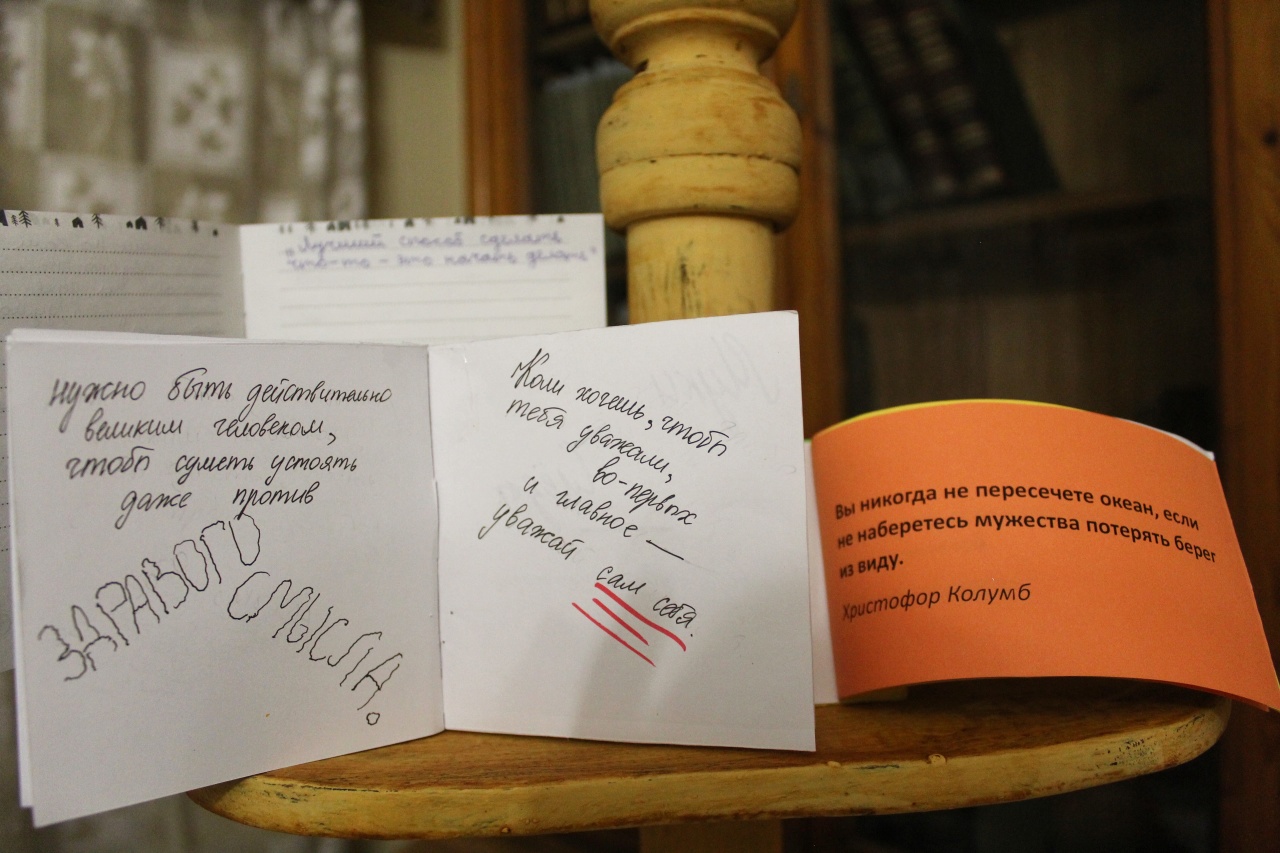 „Лучший способ сделать
что-то – это начать делать"
нужно быть действительно
великим человеком,
чтобы суметь устоять
даже против
ЗДРАВОГО
СМЫСЛА.
Коли хочешь, чтобы
тебя уважали,
во-первых
и главное —
уважай сам себя.
Вы никогда не пересечете океан, если
не наберетесь мужества потерять берег
из виду.
Христофор Колумб